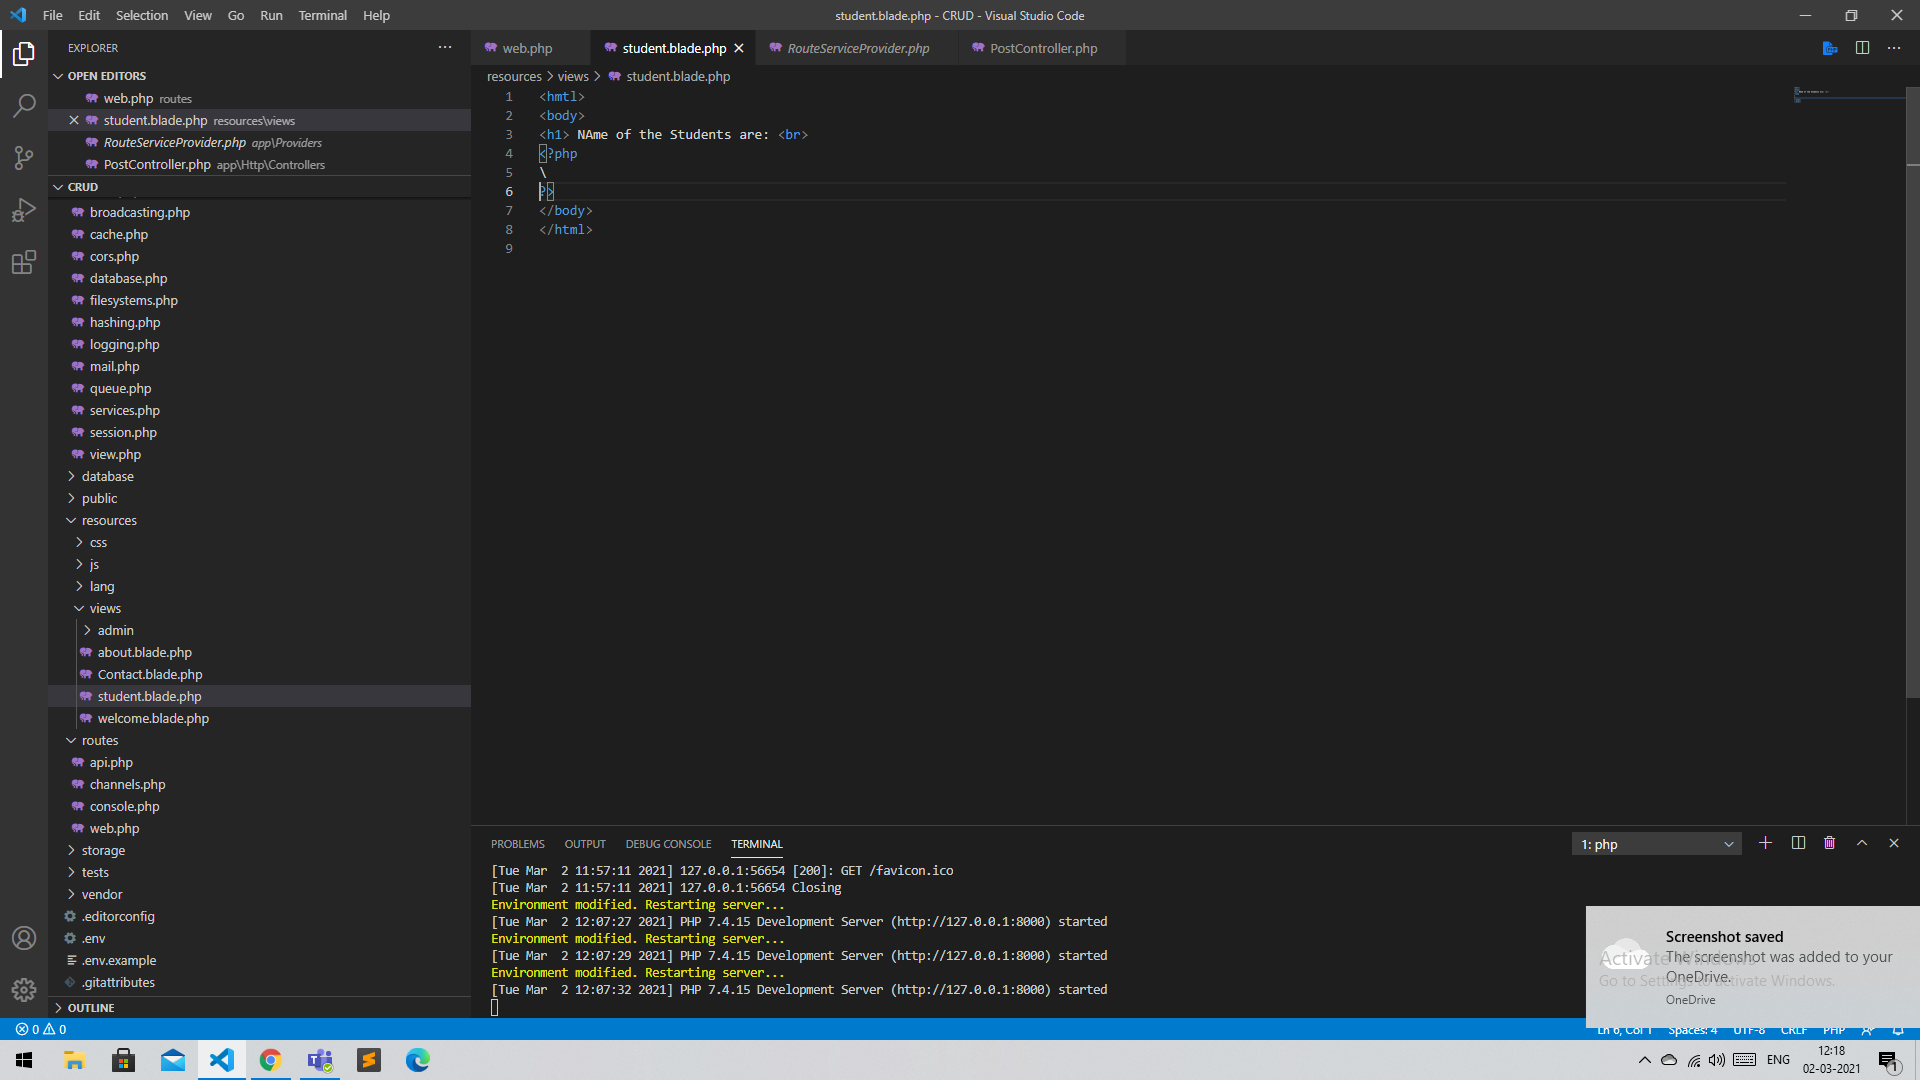 File Edit Selection View Go Run Terminal Help
student.blade.php - CRUD - Visual Studio Code
EXPLORER
OPEN EDITORS
web.php routes
student.blade.php resources\views
RouteServiceProvider.php app\Providers
PostController.php app\Http\Controllers
CRUD
broadcasting.php
cache.php
cors.php
database.php
filesystems.php
hashing.php
logging.php
mail.php
queue.php
services.php
session.php
view.php
database
public
resources
css
js
lang
views
admin
about.blade.php
Contact.blade.php
student.blade.php
welcome.blade.php
routes
api.php
channels.php
console.php
web.php
storage
tests
vendor
.editorconfig
.env
.env.example
.gitattributes
OUTLINE
web.php student.blade.php RouteServiceProvider.php PostController.php
resources > views > student.blade.php
1 <hmtl>
2 <body>
3 <h1> NAme of the Students are: <br>
4 <?php
5 \
6 ?>
7 </body>
8 </html>
9
PROBLEMS OUTPUT DEBUG CONSOLE TERMINAL
1: php
[Tue Mar  2 11:57:11 2021] 127.0.0.1:56654 [200]: GET /favicon.ico
[Tue Mar  2 11:57:11 2021] 127.0.0.1:56654 Closing
Environment modified. Restarting server...
[Tue Mar  2 12:07:27 2021] PHP 7.4.15 Development Server (http://127.0.0.1:8000) started
Environment modified. Restarting server...
[Tue Mar  2 12:07:29 2021] PHP 7.4.15 Development Server (http://127.0.0.1:8000) started
Environment modified. Restarting server...
[Tue Mar  2 12:07:32 2021] PHP 7.4.15 Development Server (http://127.0.0.1:8000) started
Screenshot saved
The screenshot was added to your
OneDrive.
OneDrive
Activate Windows
Go to Settings to activate Windows.
0 0
Ln 6, Col 1 Spaces: 4 UTF-8 CRLF PHP
ENG
12:18
02-03-2021
1